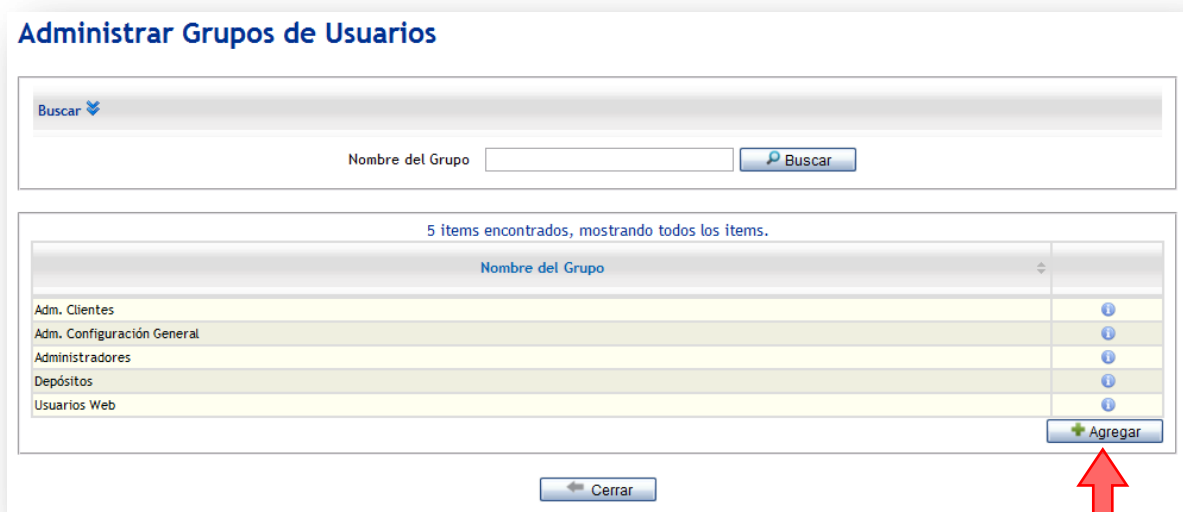 Administrar Grupos de Usuarios
Buscar
Nombre del Grupo Buscar
5 items encontrados, mostrando todos los items.
Nombre del Grupo
Adm. Clientes
Adm. Configuración General
Administradores
Depósitos
Usuarios Web
Agregar
Cerrar